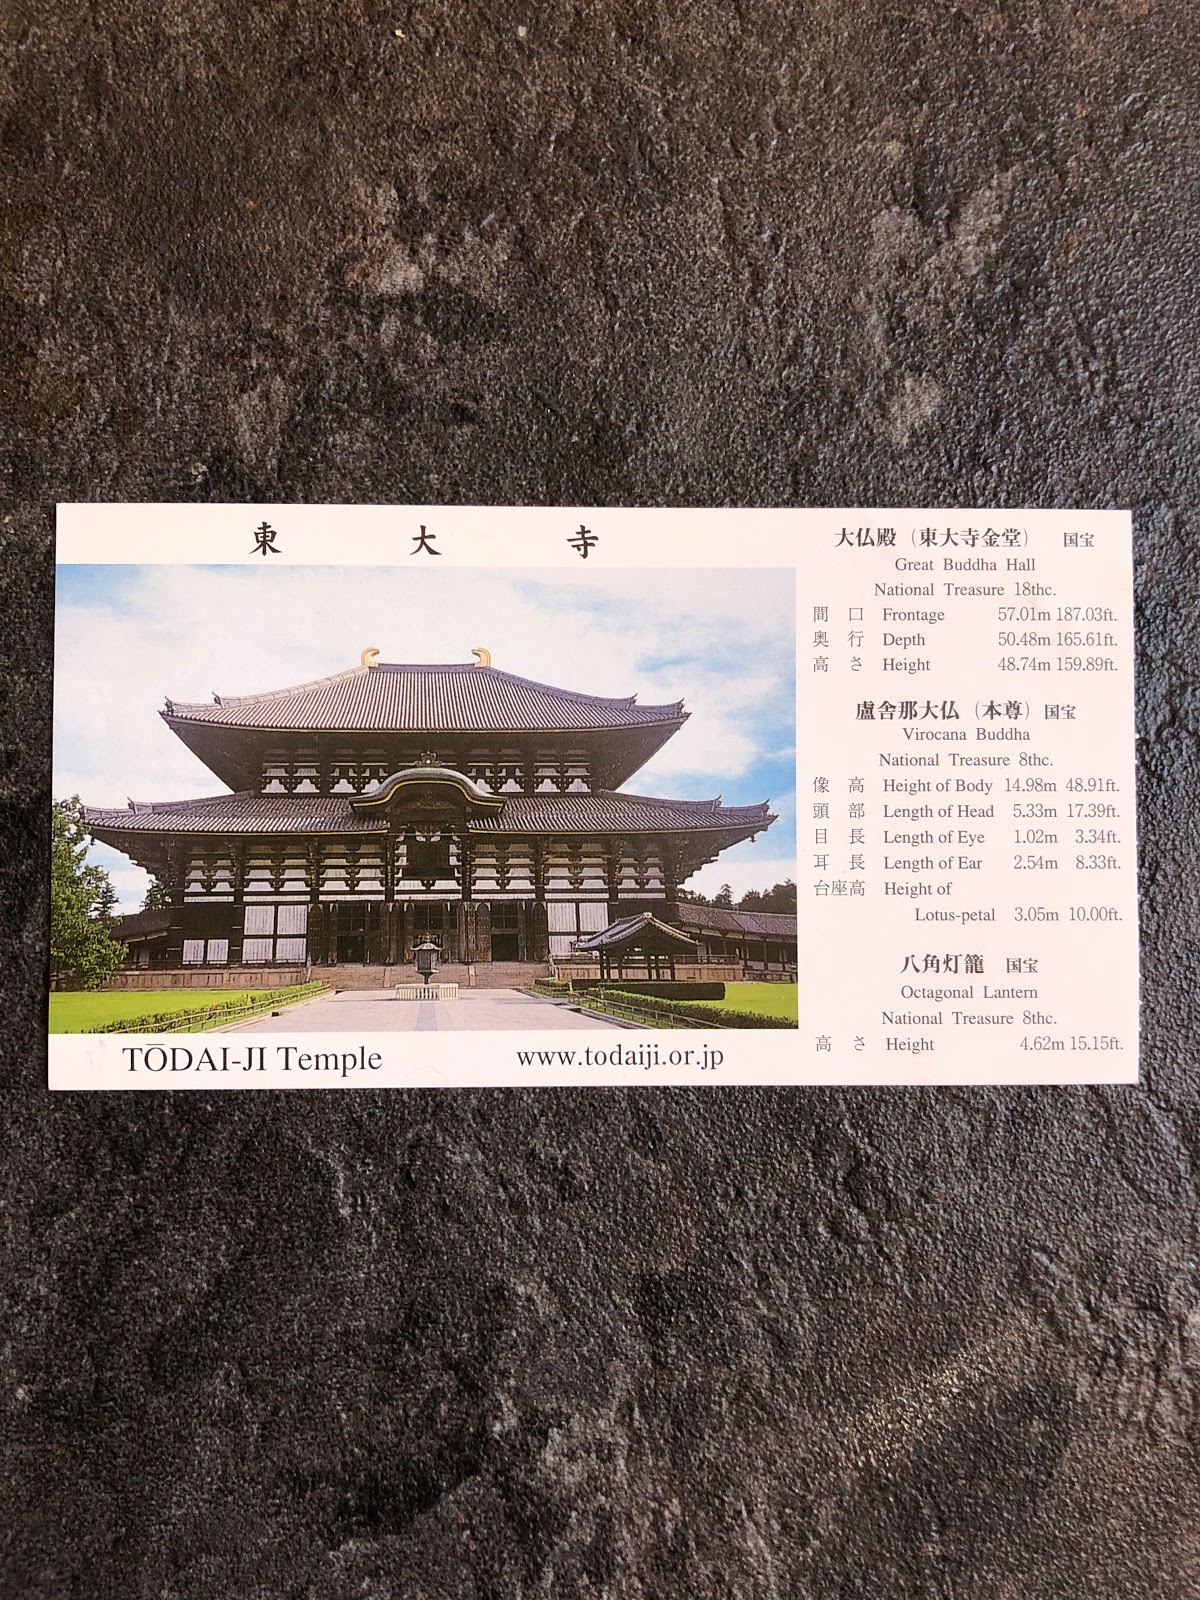 東大寺
TŌDAI-JI Temple
www.todaiji.or.jp
大仏殿（東大寺金堂） 国宝
Great Buddha Hall
National Treasure 18thc.
間口 Frontage 57.01m 187.03ft.
奥行 Depth 50.48m 165.61ft.
高さ Height 48.74m 159.89ft.
盧舎那大仏（本尊）国宝
Virocana Buddha
National Treasure 8thc.
像高 Height of Body 14.98m 48.91ft.
頭部 Length of Head 5.33m 17.39ft.
目長 Length of Eye 1.02m 3.34ft.
耳長 Length of Ear 2.54m 8.33ft.
台座高 Height of
Lotus-petal 3.05m 10.00ft.
八角灯籠 国宝
Octagonal Lantern
National Treasure 8thc.
高さ Height 4.62m 15.15ft.